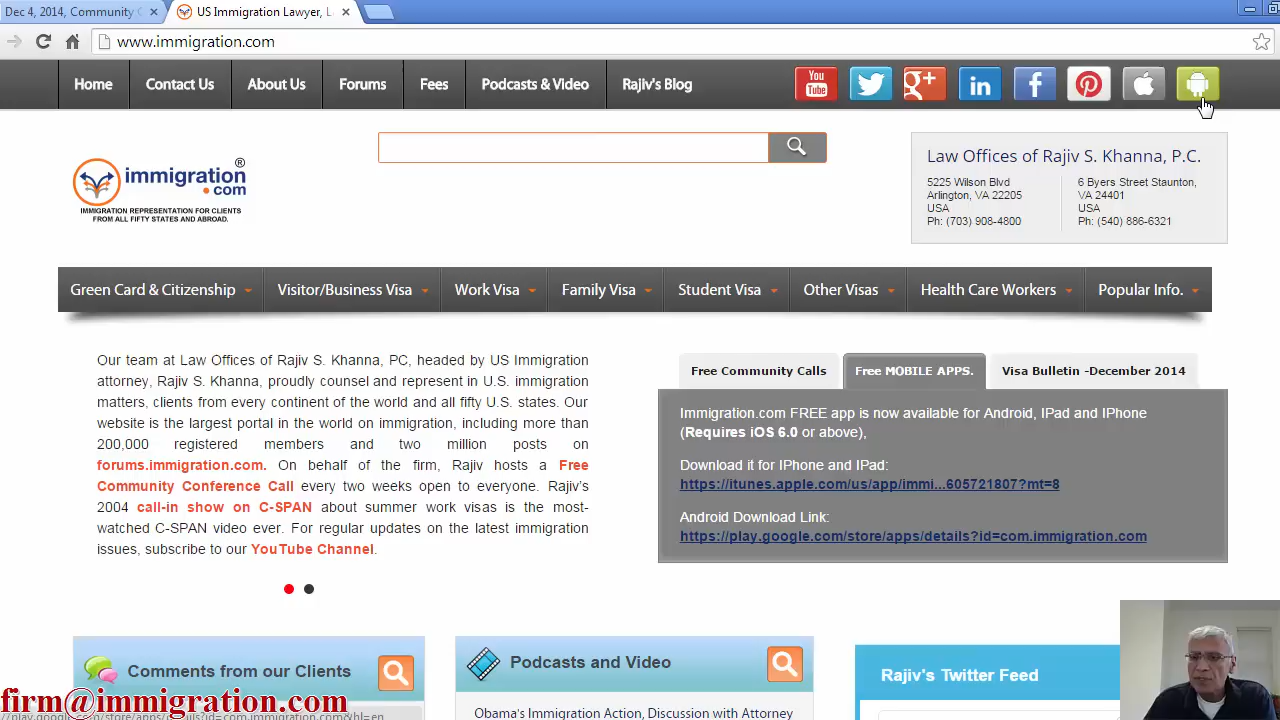 Dec 4, 2014, Community C
US Immigration Lawyer, L
www.immigration.com
Home
Contact Us
About Us
Forums
Fees
Podcasts & Video
Rajiv's Blog
You
Tube
immigration
.com
®
IMMIGRATION REPRESENTATION FOR CLIENTS
FROM ALL FIFTY STATES AND ABROAD.
Law Offices of Rajiv S. Khanna, P.C.
5225 Wilson Blvd
Arlington, VA 22205
USA
Ph: (703) 908-4800
6 Byers Street Staunton,
VA 24401
USA
Ph: (540) 886-6321
Green Card & Citizenship
Visitor/Business Visa
Work Visa
Family Visa
Student Visa
Other Visas
Health Care Workers
Popular Info.
Our team at Law Offices of Rajiv S. Khanna, PC, headed by US Immigration
attorney, Rajiv S. Khanna, proudly counsel and represent in U.S. immigration
matters, clients from every continent of the world and all fifty U.S. states. Our
website is the largest portal in the world on immigration, including more than
200,000 registered members and two million posts on
forums.immigration.com. On behalf of the firm, Rajiv hosts a Free
Community Conference Call every two weeks open to everyone. Rajiv's
2004 call-in show on C-SPAN about summer work visas is the most-
watched C-SPAN video ever. For regular updates on the latest immigration
issues, subscribe to our YouTube Channel.
Free Community Calls
Free MOBILE APPS.
Visa Bulletin -December 2014
Immigration.com FREE app is now available for Android, IPad and IPhone
(Requires iOS 6.0 or above),
Download it for IPhone and IPad:
https://itunes.apple.com/us/app/immi...605721807?mt=8
Android Download Link:
https://play.google.com/store/apps/details?id=com.immigration.com
Comments from our Clients
Podcasts and Video
Rajiv's Twitter Feed
firm@immigration.com
Obama's Immigration Action, Discussion with Attorney